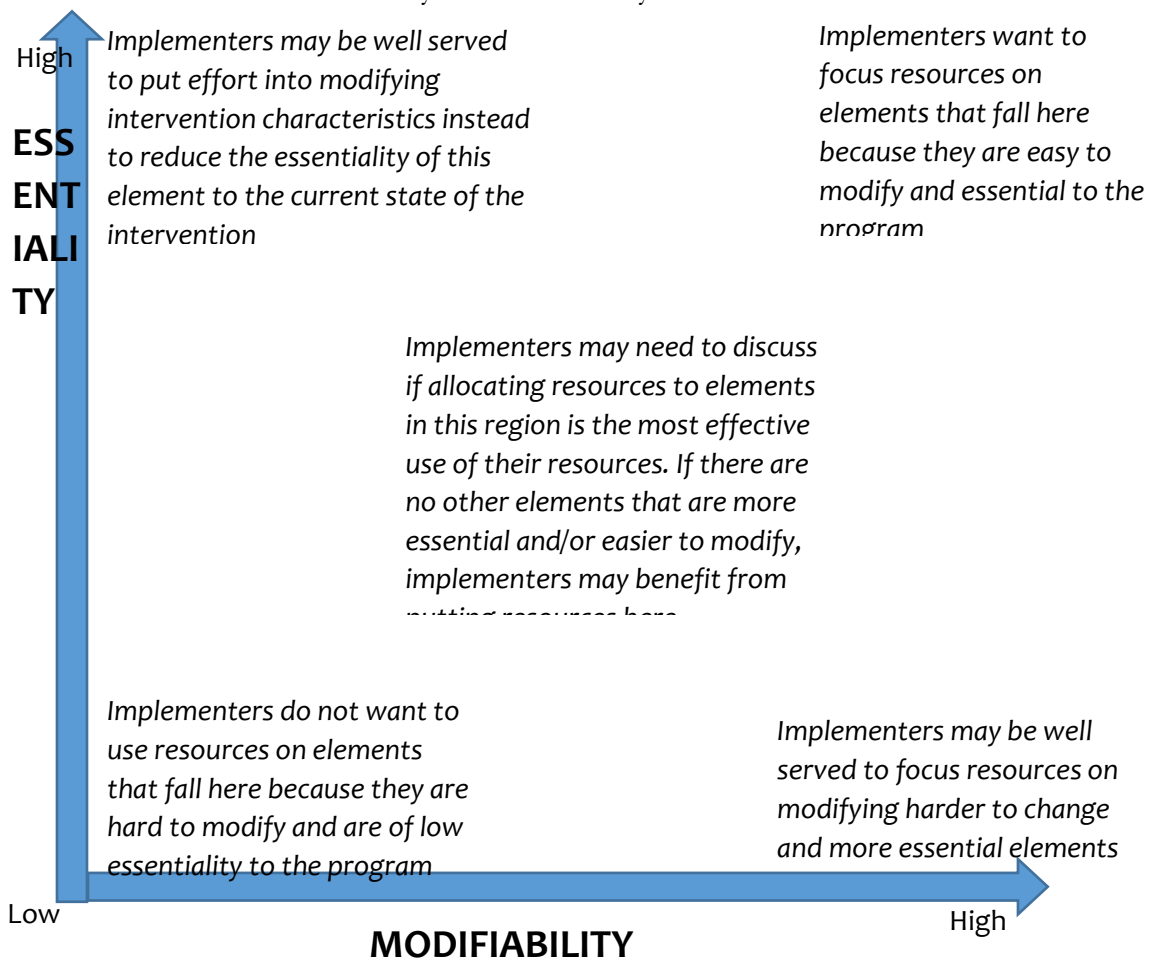 High
ESS
ENT
IALI
TY
Implementers may be well served
to put effort into modifying
intervention characteristics instead
to reduce the essentiality of this
element to the current state of the
intervention
Implementers want to
focus resources on
elements that fall here
because they are easy to
modify and essential to the
program
Implementers may need to discuss
if allocating resources to elements
in this region is the most effective
use of their resources. If there are
no other elements that are more
essential and/or easier to modify,
implementers may benefit from
putting resources here
Implementers do not want to
use resources on elements
that fall here because they are
hard to modify and are of low
essentiality to the program
Implementers may be well
served to focus resources on
modifying harder to change
and more essential elements
Low
High
MODIFIABILITY